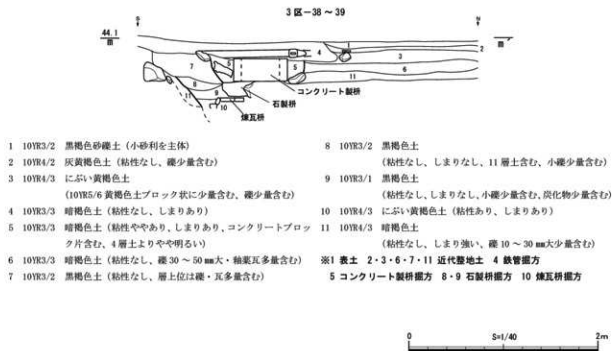 3区－38～39
S
N
44.1
m
m
4
2
3
7
5
6
8
11
9
11
10
コンクリート製枡
石製枡
煉瓦枡
1 10YR3/2 黒褐色砂礫土（小砂利を主体）
2 10YR4/2 灰黄褐色土（粘性なし、礫少量含む）
3 10YR4/3 にぶい黄褐色土
(10YR5/6 黄褐色土ブロック状に少量含む、礫少量含む）
4 10YR3/3 暗褐色土（粘性なし、しまりあり）
5 10YR3/3 暗褐色土（粘性ややあり、しまりあり、コンクリートブロッ
ク片含む、4層土よりやや明るい）
6 10YR3/3 暗褐色土（粘性なし、礫 30～50㎜大・釉薬瓦多量含む）
7 10YR3/2 黒褐色土（粘性なし、層上位は礫・瓦多量含む）
8 10YR3/2 黒褐色土
（粘性なし、しまりなし、11層土含む、小礫少量含む）
9 10YR3/1 黒褐色土
（粘性なし、しまりなし、小礫少量含む、炭化物少量含む）
10 10YR4/3 にぶい黄褐色土（粘性あり、しまりあり）
11 10YR4/3 暗褐色土
（粘性なし、しまり強い、礫 10～30㎜大少量含む）
※1 表土 2・3・6・7・11 近代整地土 4 鉄管掘方
5 コンクリート製枡掘方 8・9 石製枡掘方 10 煉瓦枡掘方
0 S=1/40 2m